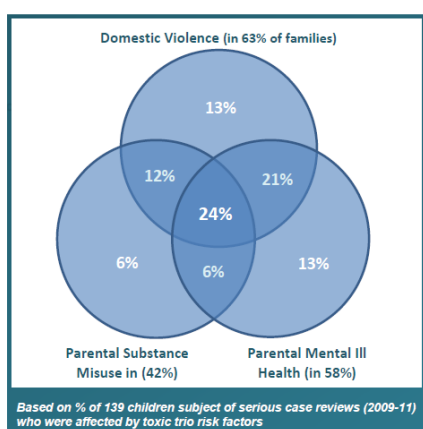 Domestic Violence (in 63% of families)
13%
12%
21%
24%
6%
6%
13%
Parental Substance
Misuse in (42%)
Parental Mental Ill
Health (in 58%)
Based on % of 139 children subject of serious case reviews (2009-11)
who were affected by toxic trio risk factors